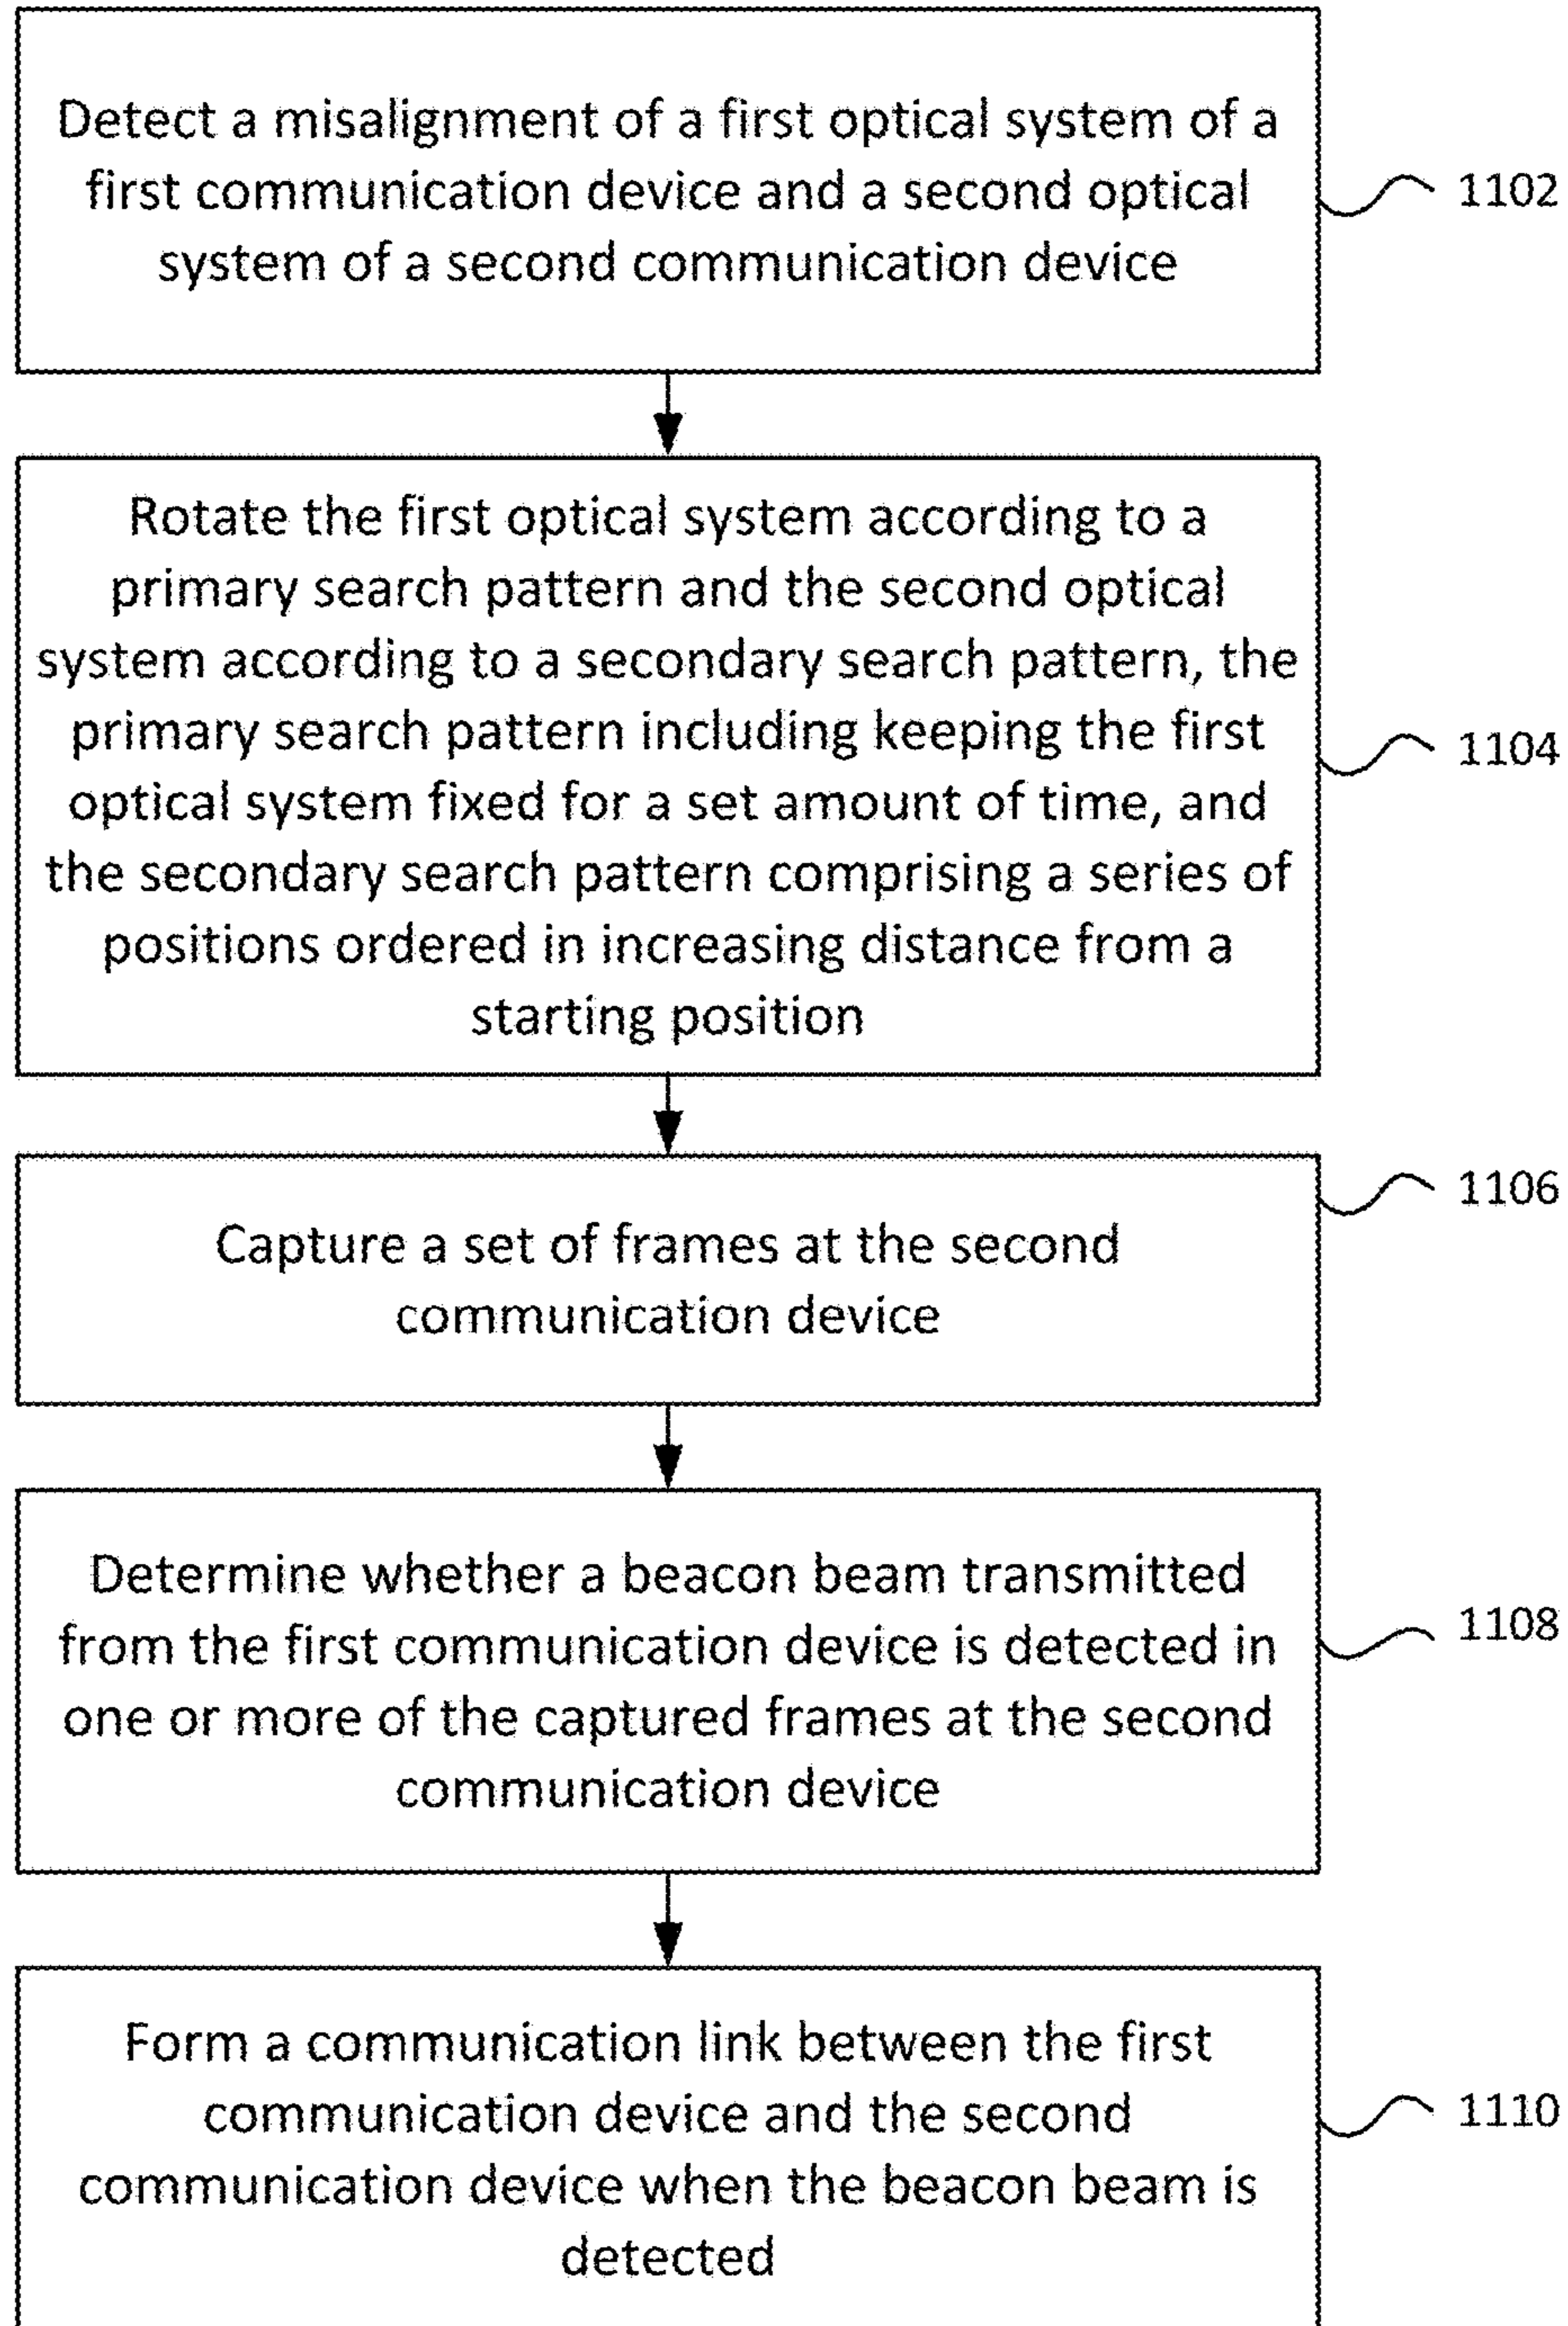 Detect a misalignment of a first optical system of a
first communication device and a second optical
system of a second communication device
1102
Rotate the first optical system according to a
primary search pattern and the second optical
system according to a secondary search pattern, the
primary search pattern including keeping the first
optical system fixed for a set amount of time, and
the secondary search pattern comprising a series of
positions ordered in increasing distance from a
starting position
1104
Capture a set of frames at the second
communication device
1106
Determine whether a beacon beam transmitted
from the first communication device is detected in
one or more of the captured frames at the second
communication device
1108
Form a communication link between the first
communication device and the second
communication device when the beacon beam is
detected
1110